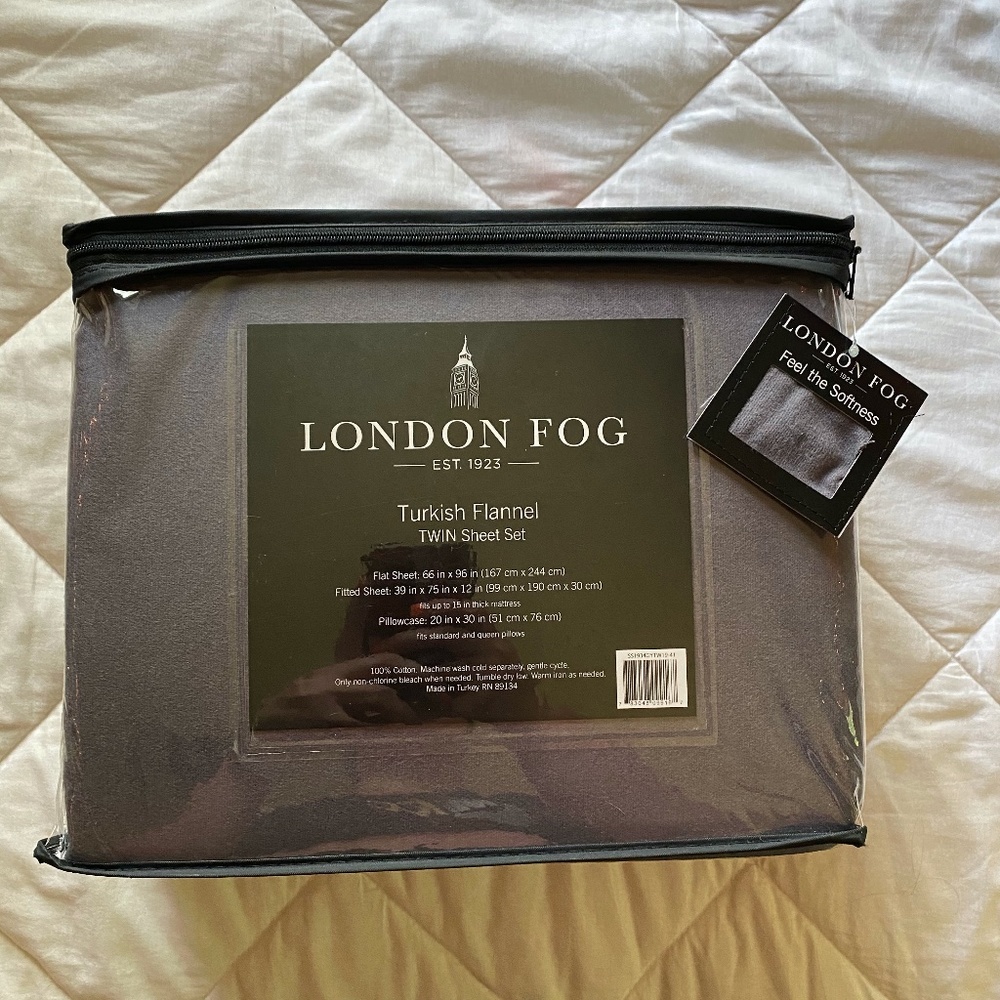 LONDON FOG
EST. 1923
Turkish Flannel
TWIN Sheet Set
Flat Sheet: 66 in x 96 in (167 cm x 244 cm)
Fitted Sheet: 39 in x 75 in x 12 in (99 cm x 190 cm x 30 cm)
fits up to 15 in thick mattress
Pillowcase: 20 in x 30 in (51 cm x 76 cm)
fits standard and queen pillows
100% Cotton. Machine wash cold separately, gentle cycle.
Only non-chlorine bleach when needed. Tumble dry low. Warm iron as needed.
Made in Turkey RN 89134
LONDON FOG
EST. 1923
Feel the Softness